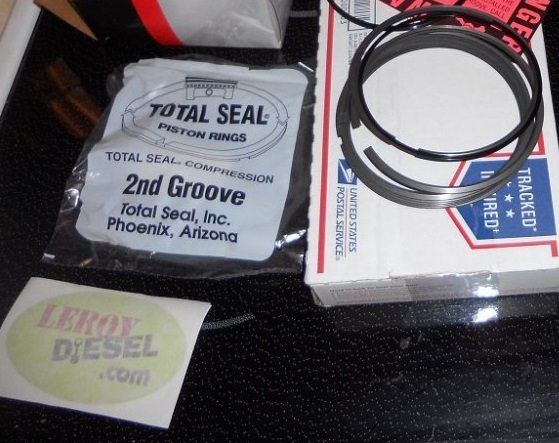 TOTAL SEAL®
PISTON RINGS
TOTAL SEAL® COMPRESSION
2nd Groove
Total Seal, Inc.
Phoenix, Arizona
LEROY
DIESEL
.com
UNITED STATES
POSTAL SERVICE®
TRACKED